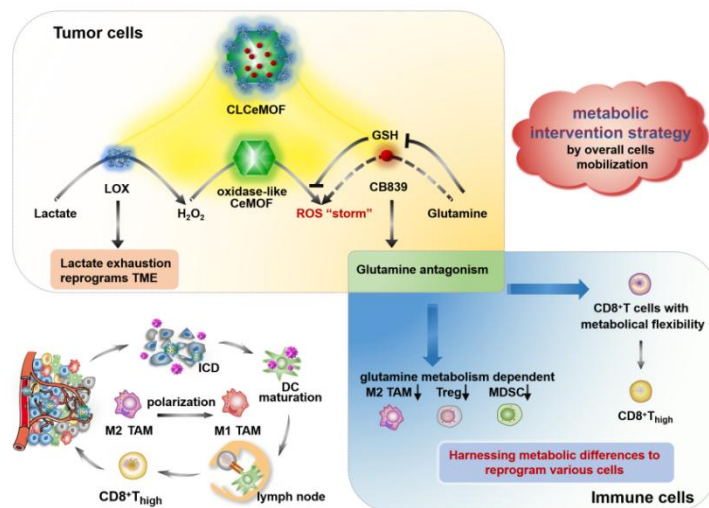 Tumor cells
CLCeMOF
GSH
LOX
oxidase-like
CeMOF
CB839
Lactate
H₂O₂
ROS "storm"
Glutamine
Lactate exhaustion
reprograms TME
Glutamine antagonism
metabolic
intervention strategy
by overall cells
mobilization
CD8⁺T cells with
metabolical flexibility
CD8⁺T high
glutamine metabolism dependent
M2 TAM
Treg
MDSC
Harnessing metabolic differences to
reprogram various cells
Immune cells
ICD
DC
maturation
polarization
M2 TAM
M1 TAM
CD8⁺T high
lymph node